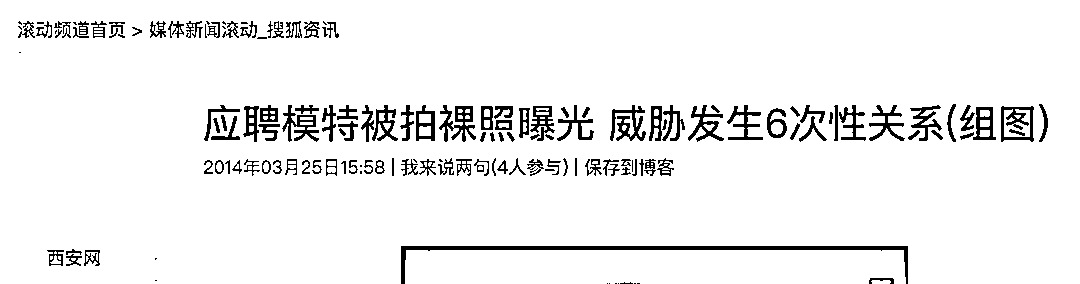 滚动频道首页 > 媒体新闻滚动_搜狐资讯
应聘模特被拍裸照曝光 威胁发生6次性关系(组图)
2014年03月25日15:58 | 我来说两句(4人参与) | 保存到博客
西安网